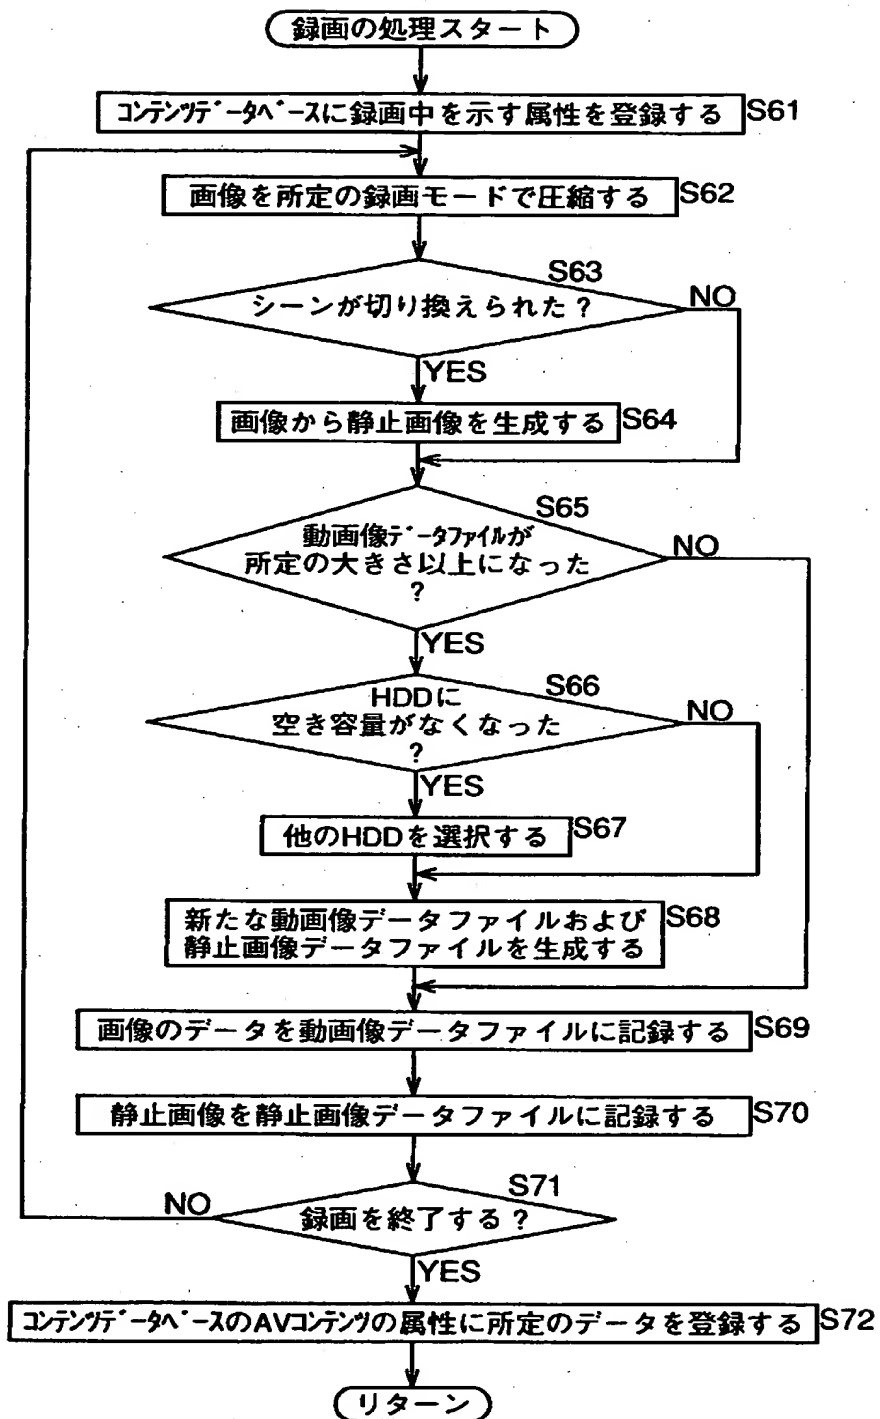 録画の処理スタート
コンテンツデータベースに録画中を示す属性を登録する S61
画像を所定の録画モードで圧縮する S62
S63
シーンが切り換えられた？ NO
YES
画像から静止画像を生成する S64
S65
動画像データファイルが
所定の大きさ以上になった NO
？
YES
HDDに S66
空き容量がなくなった NO
？
YES
他のHDDを選択する S67
新たな動画像データファイルおよび S68
静止画像データファイルを生成する
画像のデータを動画像データファイルに記録する S69
静止画像を静止画像データファイルに記録する S70
S71
NO 録画を終了する？
YES
コンテンツデータベースのAVコンテンツの属性に所定のデータを登録する S72
リターン